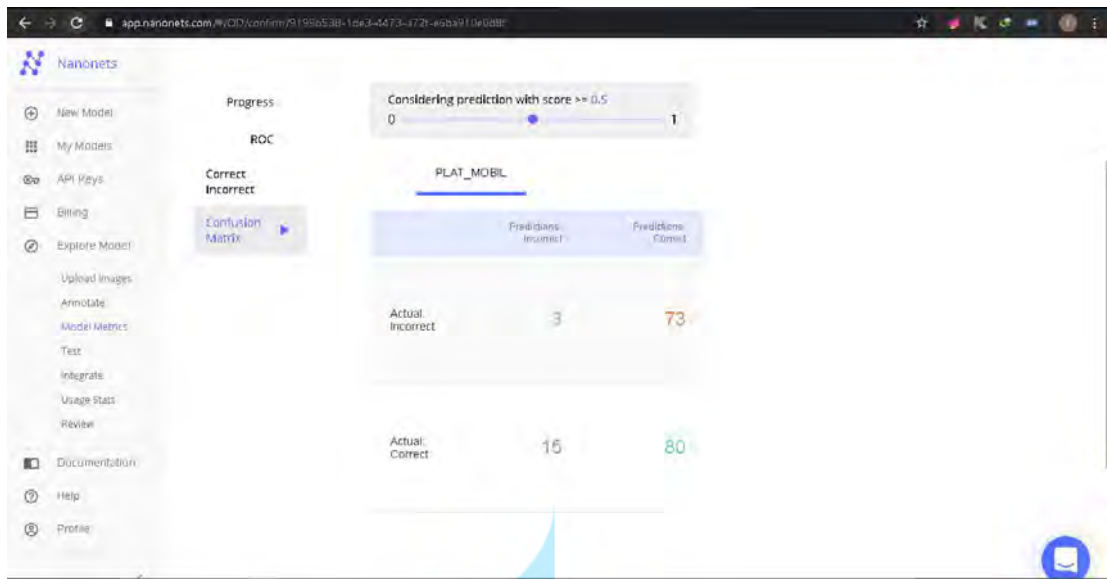 app.nanonets.com/#/OD/confirm/
Nanonets
New Model
My Models
API Keys
Billing
Explore Model
Upload Images
Annotate
Model Metrics
Test
Integrate
Usage Stats
Review
Documentation
Help
Profile
Progress
ROC
Correct
Incorrect
Confusion
Matrix
Considering prediction with score >= 0.5
0 1
PLAT_MOBIL
Predictions: Predictions:
Incorrect Correct
Actual: Incorrect 3 73
Actual: Correct 15 80